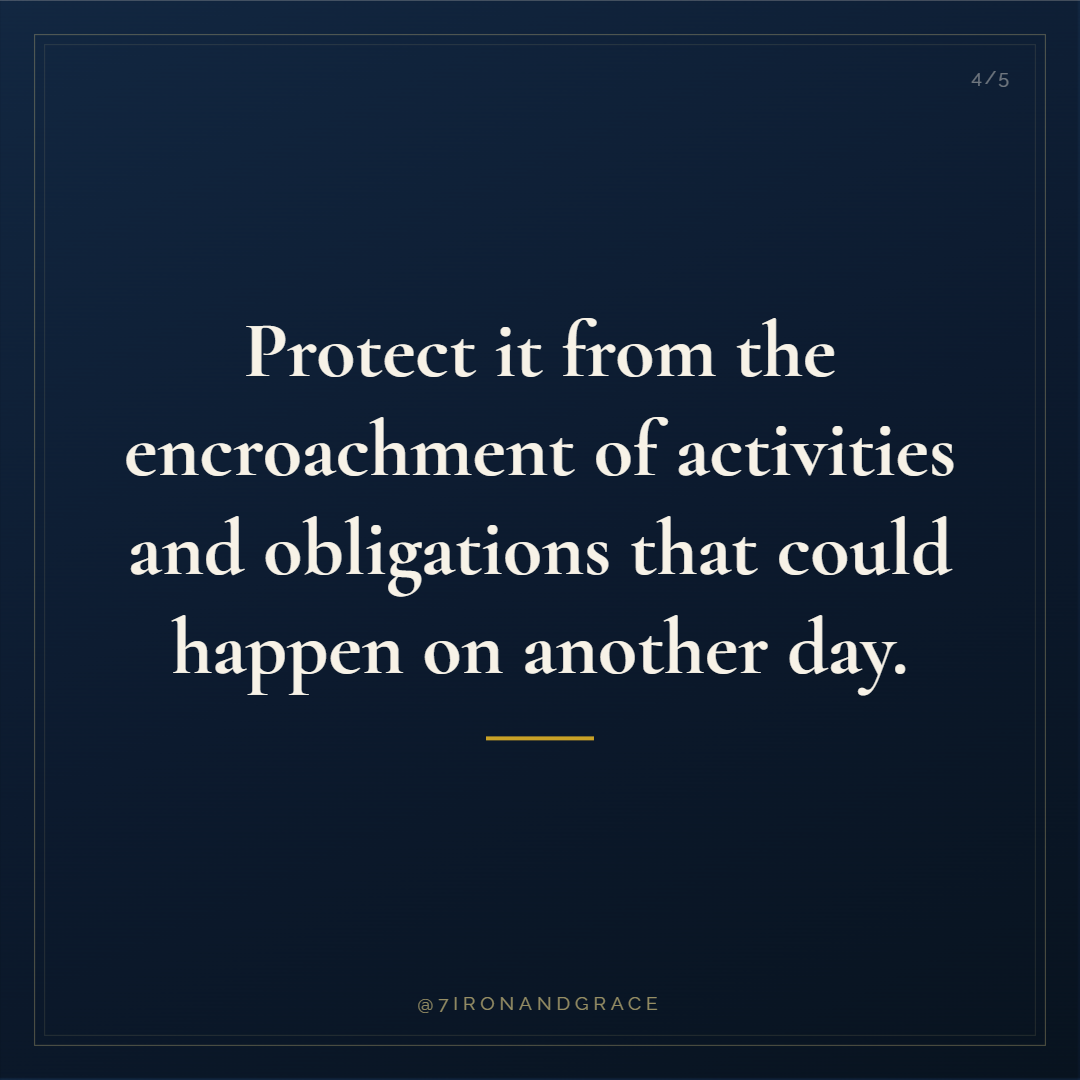 4/5
Protect it from the
encroachment of activities
and obligations that could
happen on another day.
@7IRONANDGRACE